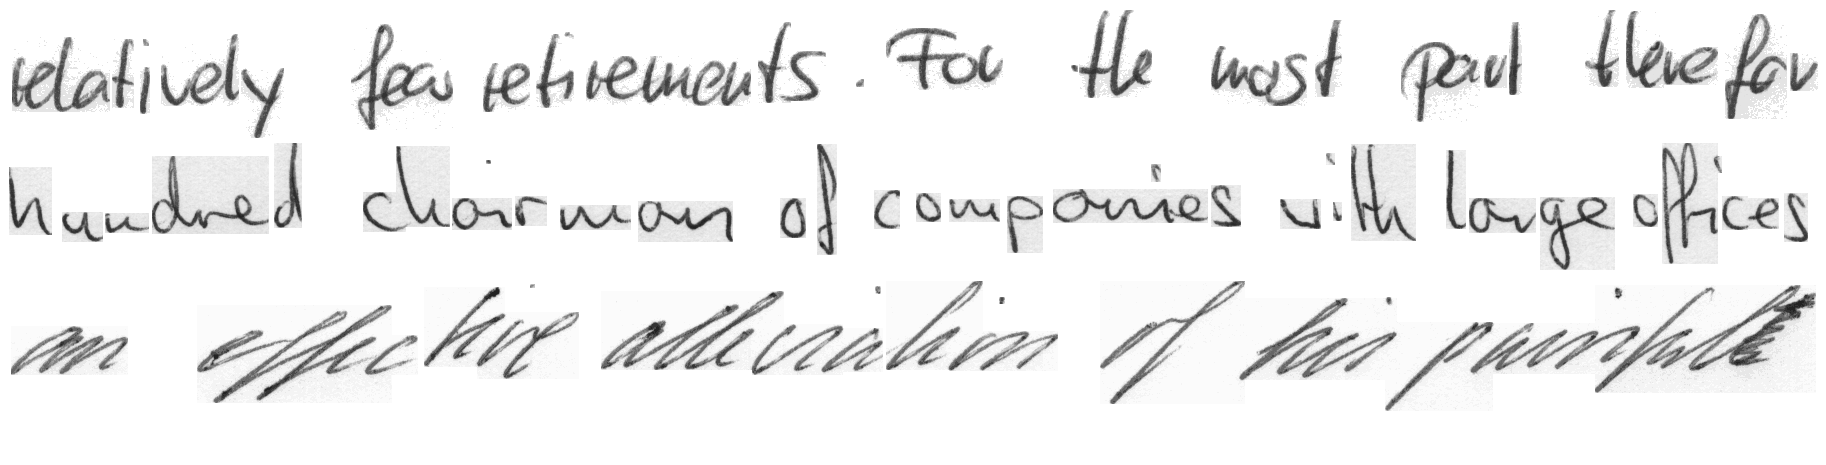 relatively few retirements. For the most part therefor
hundred chairman of companies with large offices
an effective alleviation of his painful